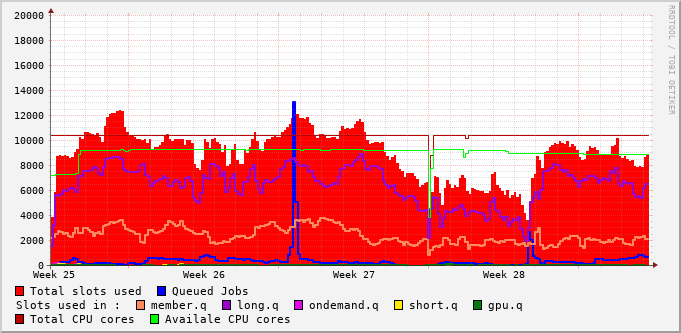 20000
18000
16000
14000
12000
10000
8000
6000
4000
2000
0
Week 25 Week 26 Week 27 Week 28
RRDTOOL / TOBI OETIKER
Total slots used Queued Jobs
Slots used in : member.q long.q ondemand.q short.q gpu.q
Total CPU cores Availale CPU cores